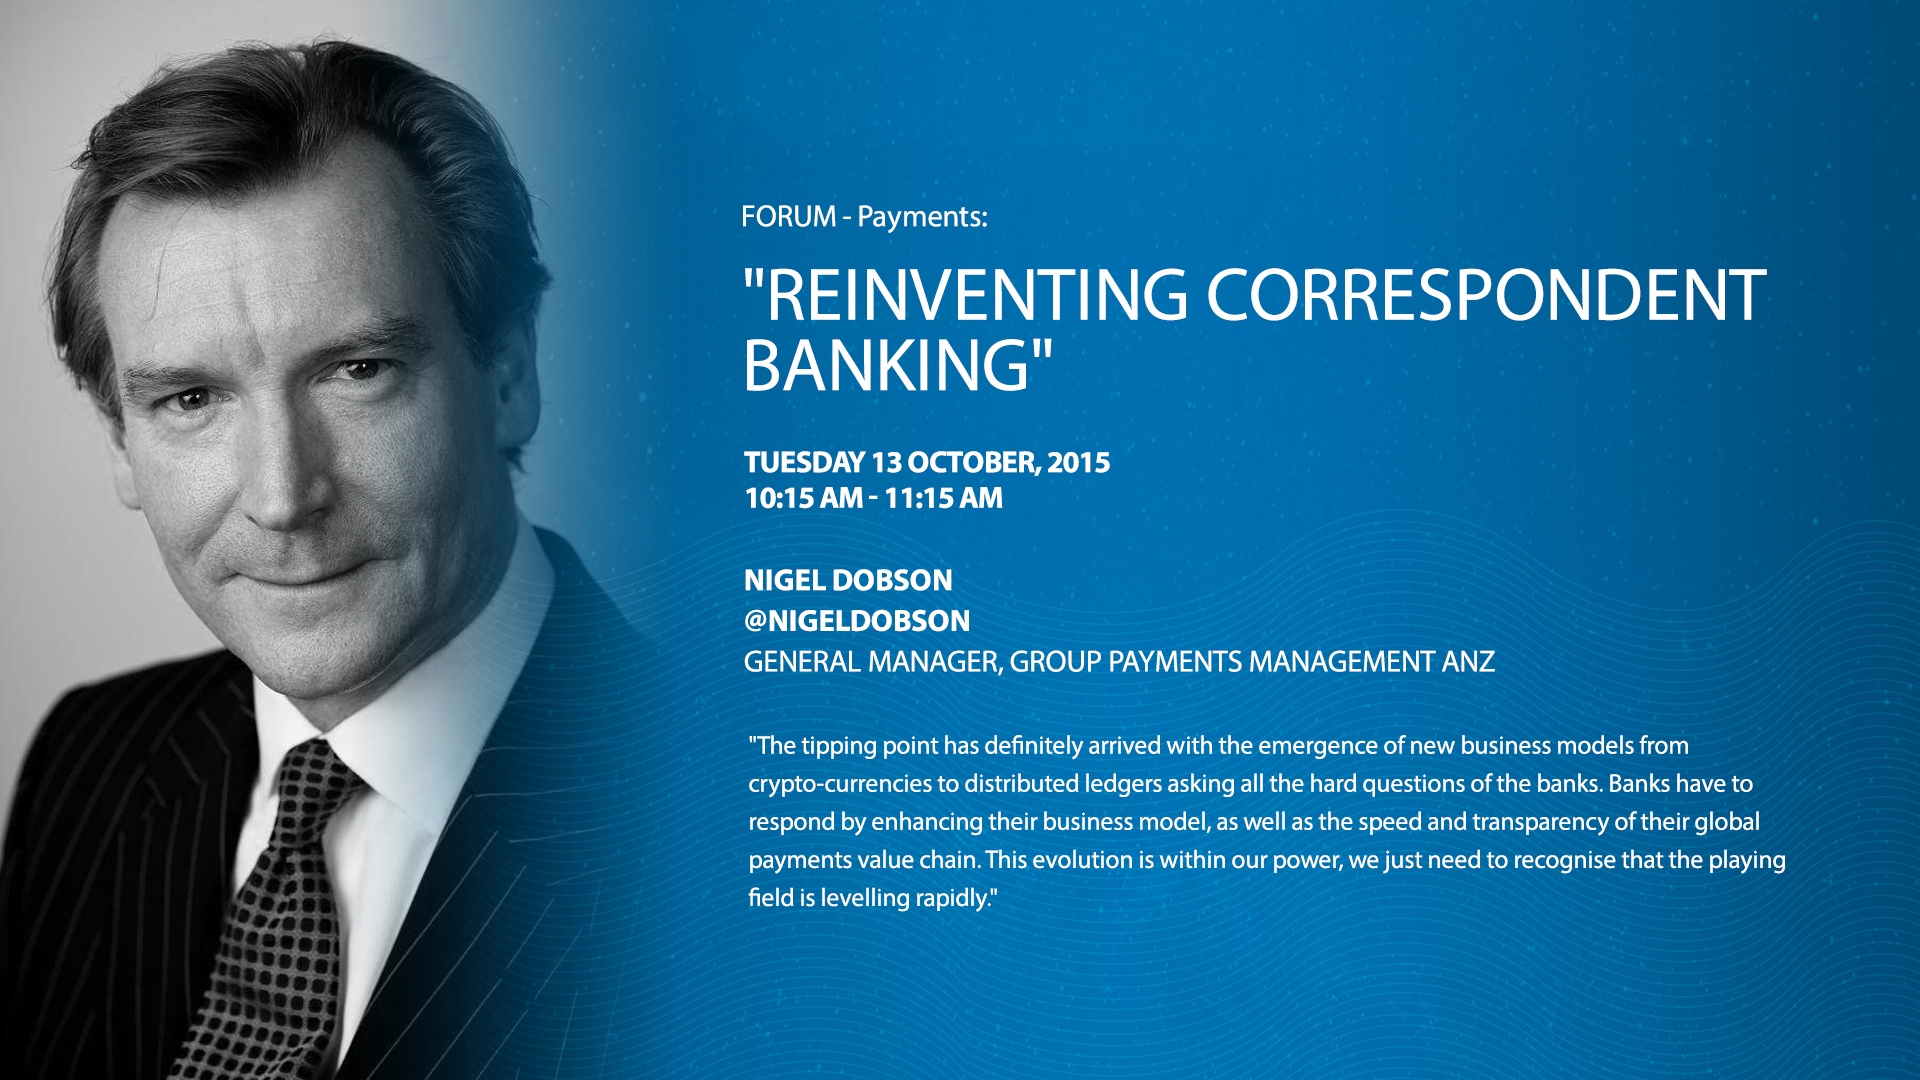 FORUM - Payments:
"REINVENTING CORRESPONDENT
BANKING"
TUESDAY 13 OCTOBER, 2015
10:15 AM - 11:15 AM
NIGEL DOBSON
@NIGELDOBSON
GENERAL MANAGER, GROUP PAYMENTS MANAGEMENT ANZ
"The tipping point has definitely arrived with the emergence of new business models from
crypto-currencies to distributed ledgers asking all the hard questions of the banks. Banks have to
respond by enhancing their business model, as well as the speed and transparency of their global
payments value chain. This evolution is within our power, we just need to recognise that the playing
field is levelling rapidly."